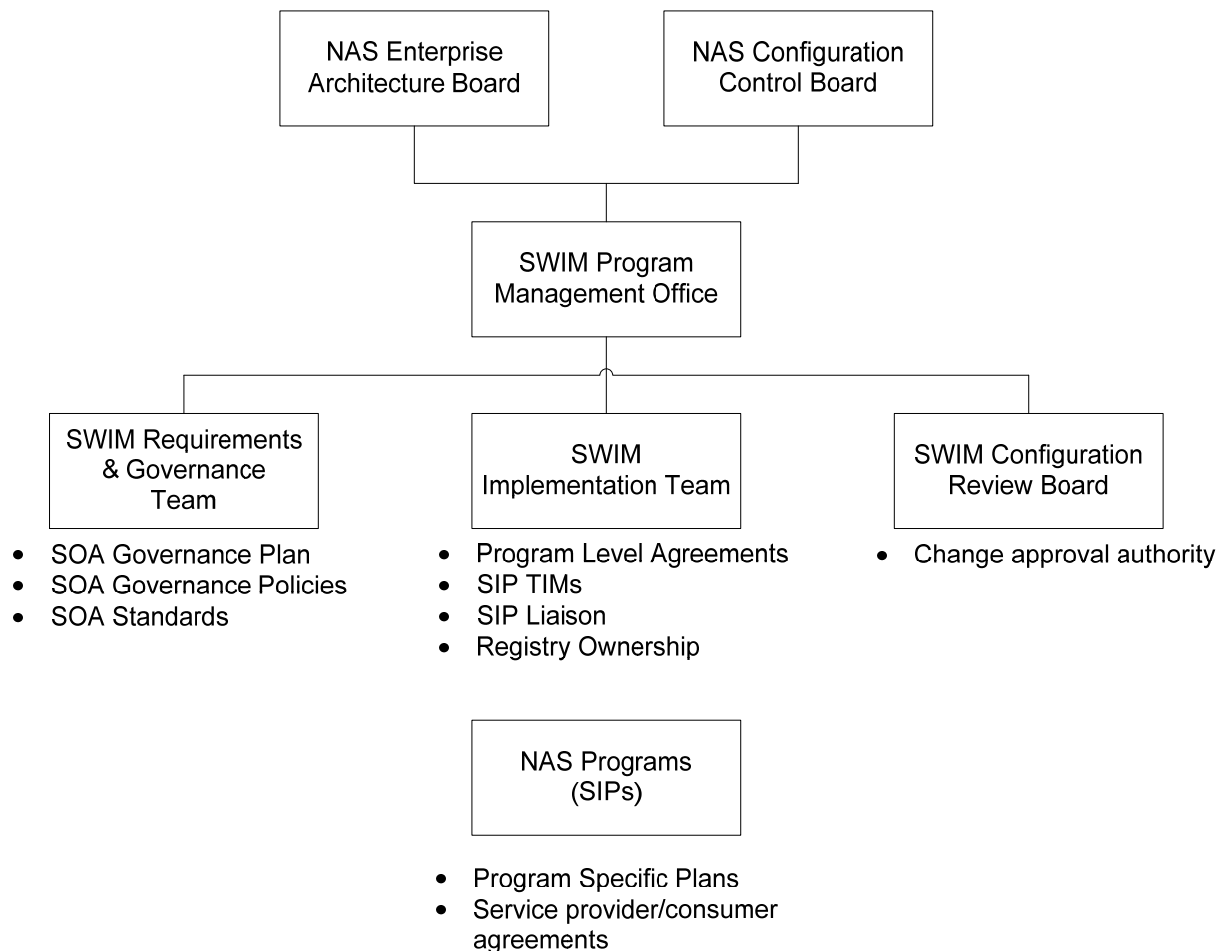 NAS Enterprise
Architecture Board
NAS Configuration
Control Board
SWIM Program
Management Office
SWIM Requirements
& Governance
Team
SWIM
Implementation Team
SWIM Configuration
Review Board
• SOA Governance Plan
• SOA Governance Policies
• SOA Standards
• Program Level Agreements
• SIP TIMs
• SIP Liaison
• Registry Ownership
• Change approval authority
NAS Programs
(SIPs)
• Program Specific Plans
• Service provider/consumer
agreements